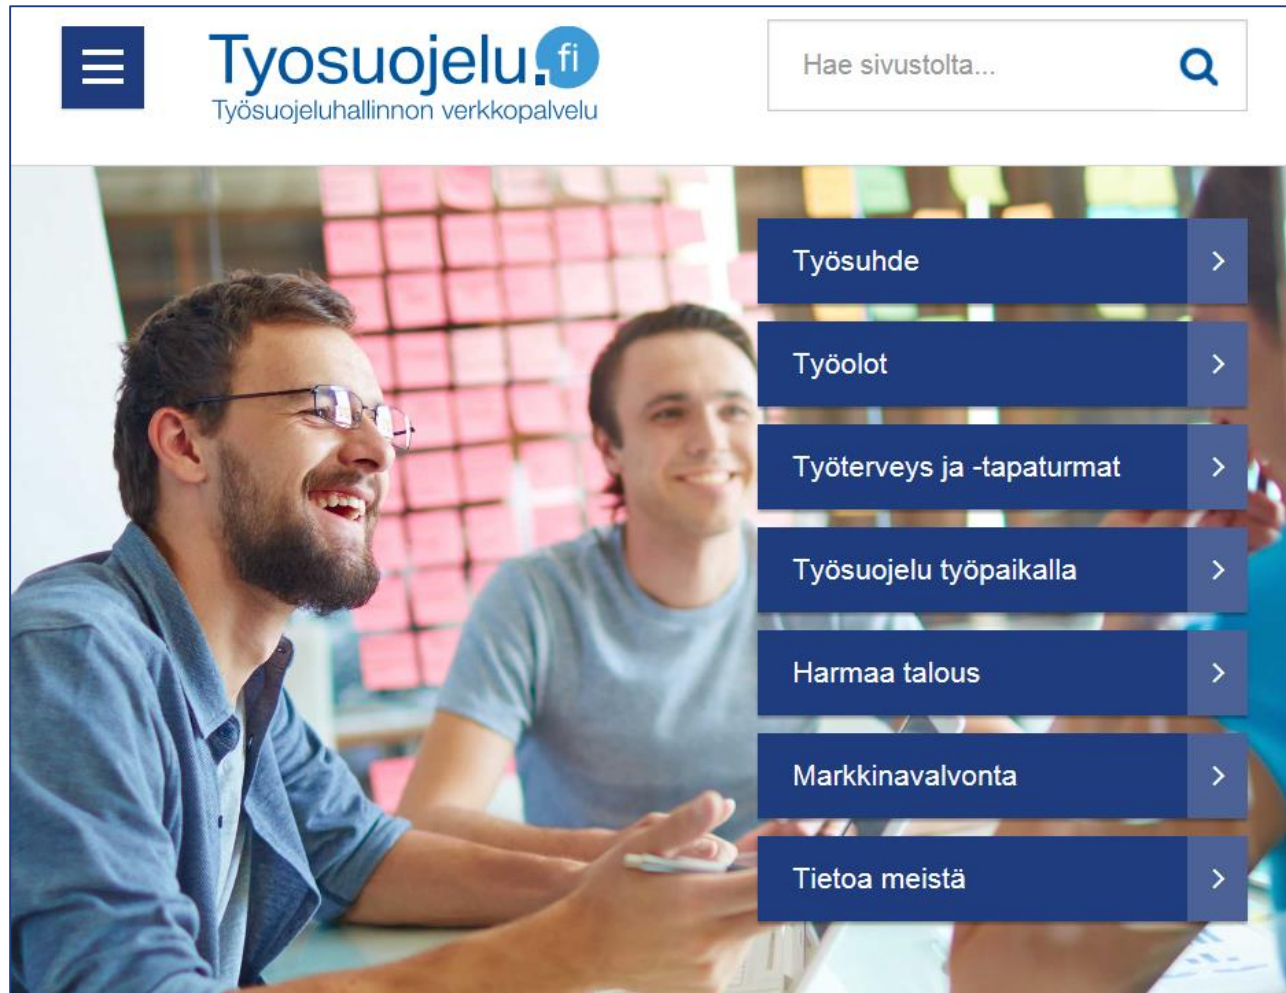 Tyosuojelu.fi
Työsuojeluhallinnon verkkopalvelu
Hae sivustolta...
Työsuhde
Työolot
Työterveys ja -tapaturmat
Työsuojelu työpaikalla
Harmaa talous
Markkinavalvonta
Tietoa meistä